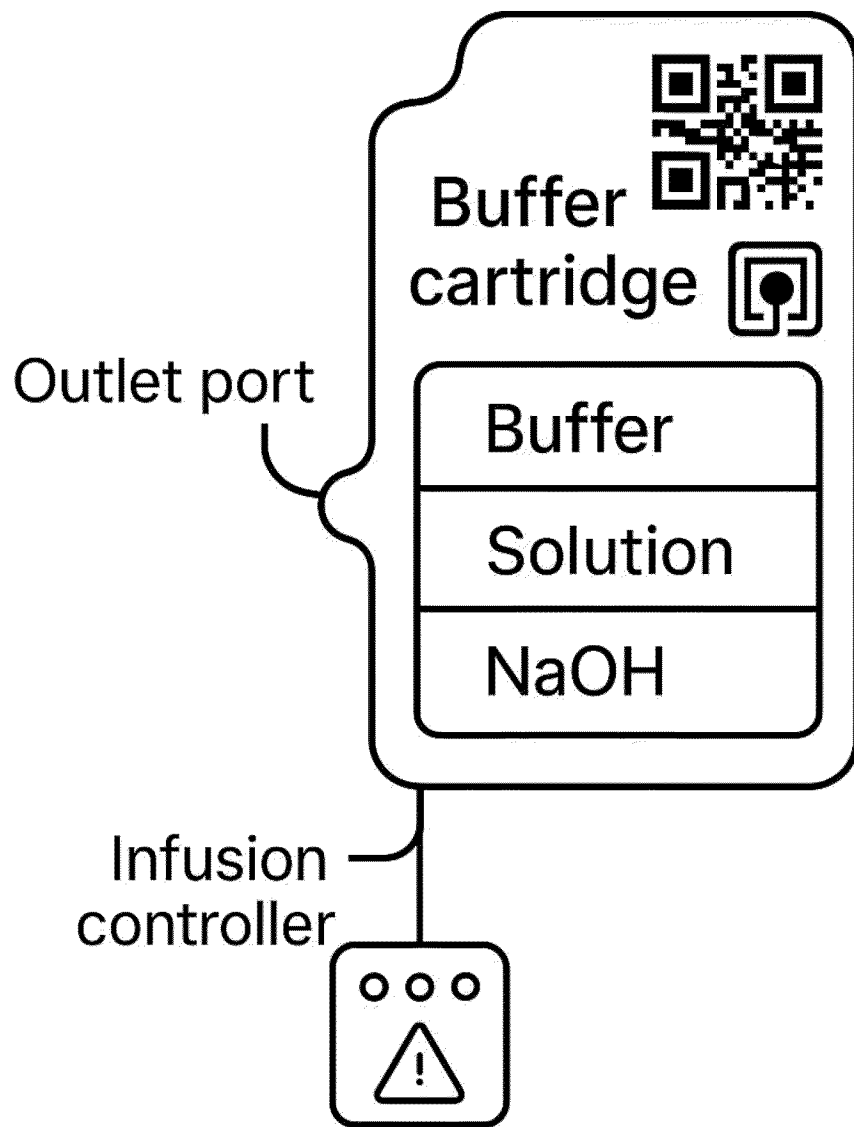 Buffer
cartridge
Outlet port
Buffer
Solution
NaOH
Infusion
controller
!